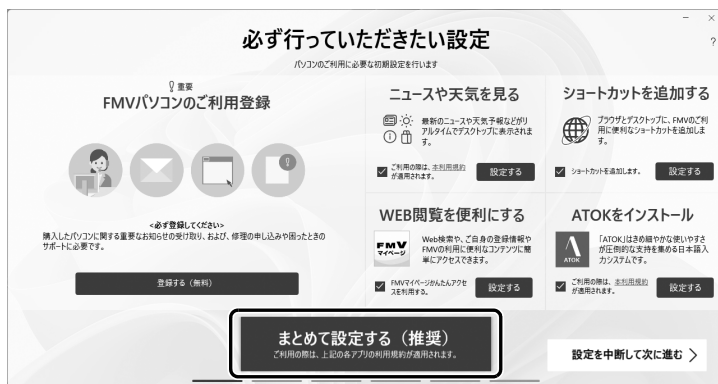 必ず行っていただきたい設定
パソコンのご利用に必要な初期設定を行います
?
重要
FMVパソコンのご利用登録
<必ず登録してください>
購入したパソコンに関する重要なお知らせの受け取り、および、修理の申し込みや困ったときの
サポートに必要です。
登録する（無料）
ニュースや天気を見る
最新のニュースや天気予報などがリ
アルタイムでデスクトップに表示されま
す。
ご利用の際は、本利用規約
が適用されます。
設定する
ショートカットを追加する
ブラウザとデスクトップに、FMVのご利
用に便利なショートカットを追加しま
す。
ショートカットを追加します。
設定する
WEB閲覧を便利にする
FMV
マイページ
Web検索や、ご自身の登録情報や
FMVの利用に便利なコンテンツに簡
単にアクセスできます。
FMVマイページかんたんアクセ
スを利用する。
設定する
ATOKをインストール
ATOK
「ATOK」はきめ細やかな使いやすさ
が圧倒的な支持を集める日本語入
力システムです。
ご利用の際は、本利用規約
が適用されます。
設定する
まとめて設定する（推奨）
ご利用の際は、上記の各アプリの利用規約が適用されます。
設定を中断して次に進む